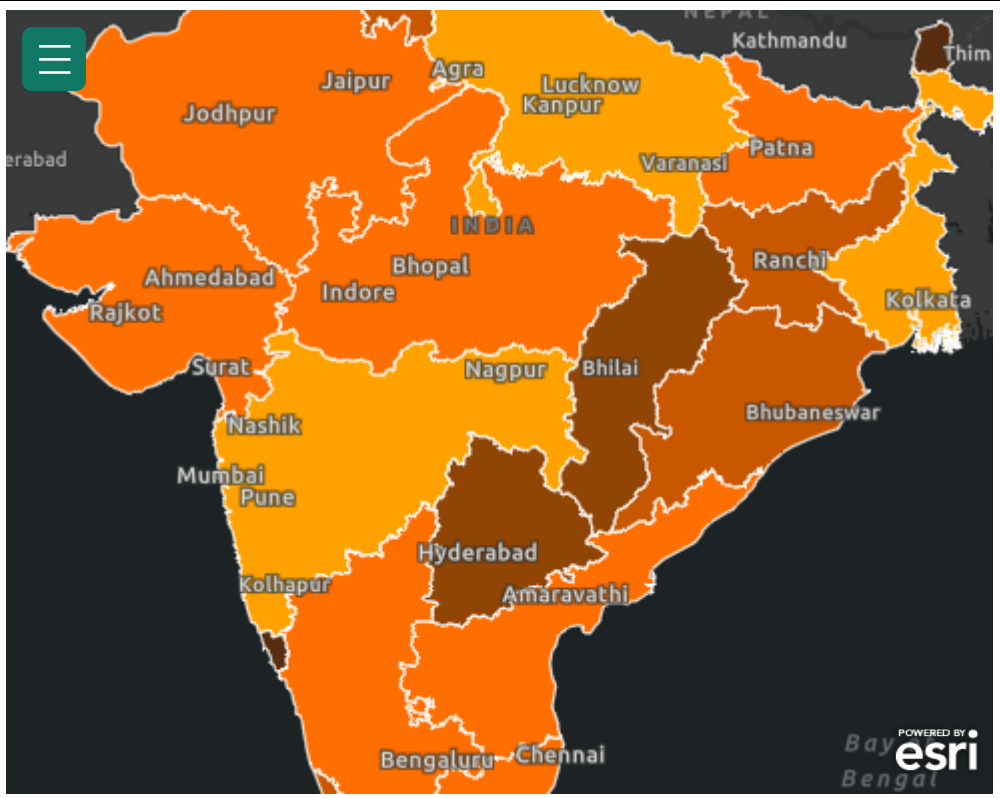 NEPAL
Kathmandu
Thim
Agra
Jaipur
Lucknow
Kanpur
Jodhpur
erabad
Patna
Varanasi
INDIA
Ranchi
Bhopal
Ahmedabad
Indore
Kolkata
Rajkot
Surat
Nagpur
Bhilai
Bhubaneswar
Nashik
Mumbai
Pune
Hyderabad
Kolhapur
Amaravathi
Bengaluru
Chennai
POWERED BY
esri
Bay of
Bengal